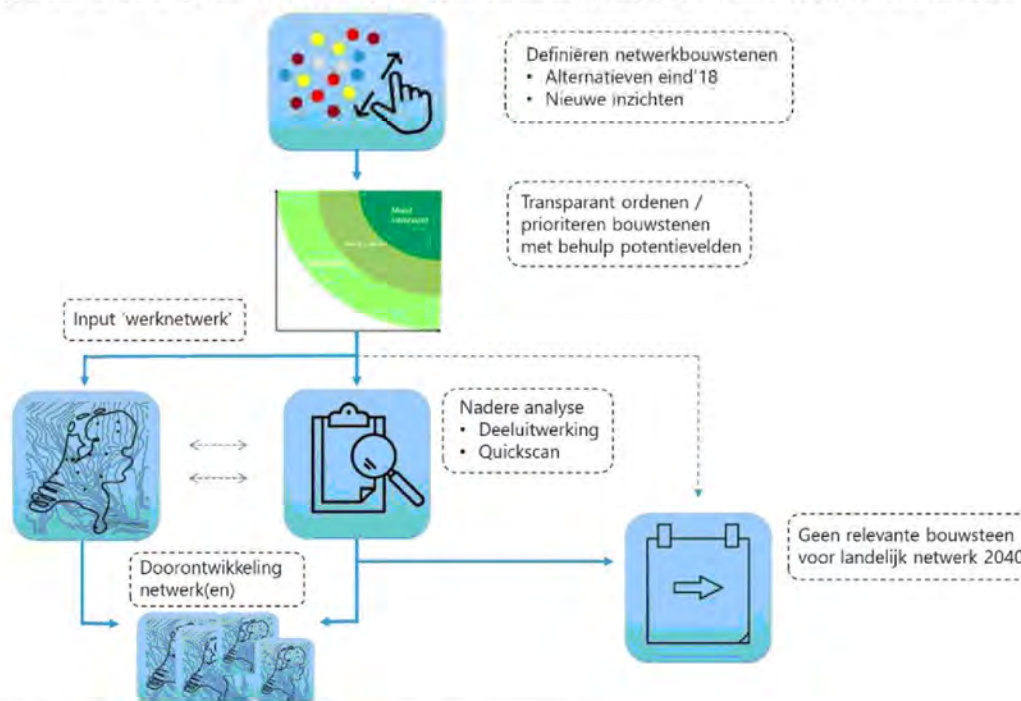 Definiëren netwerkbouwstenen
• Alternatieven eind'18
• Nieuwe inzichten
Transparant ordenen /
prioriteren bouwstenen
met behulp potentievelden
Input 'werknetwerk'
Nadere analyse
• Deeluitwerking
• Quickscan
Geen relevante bouwsteen
voor landelijk netwerk 2040
Doorontwikkeling
netwerk(en)